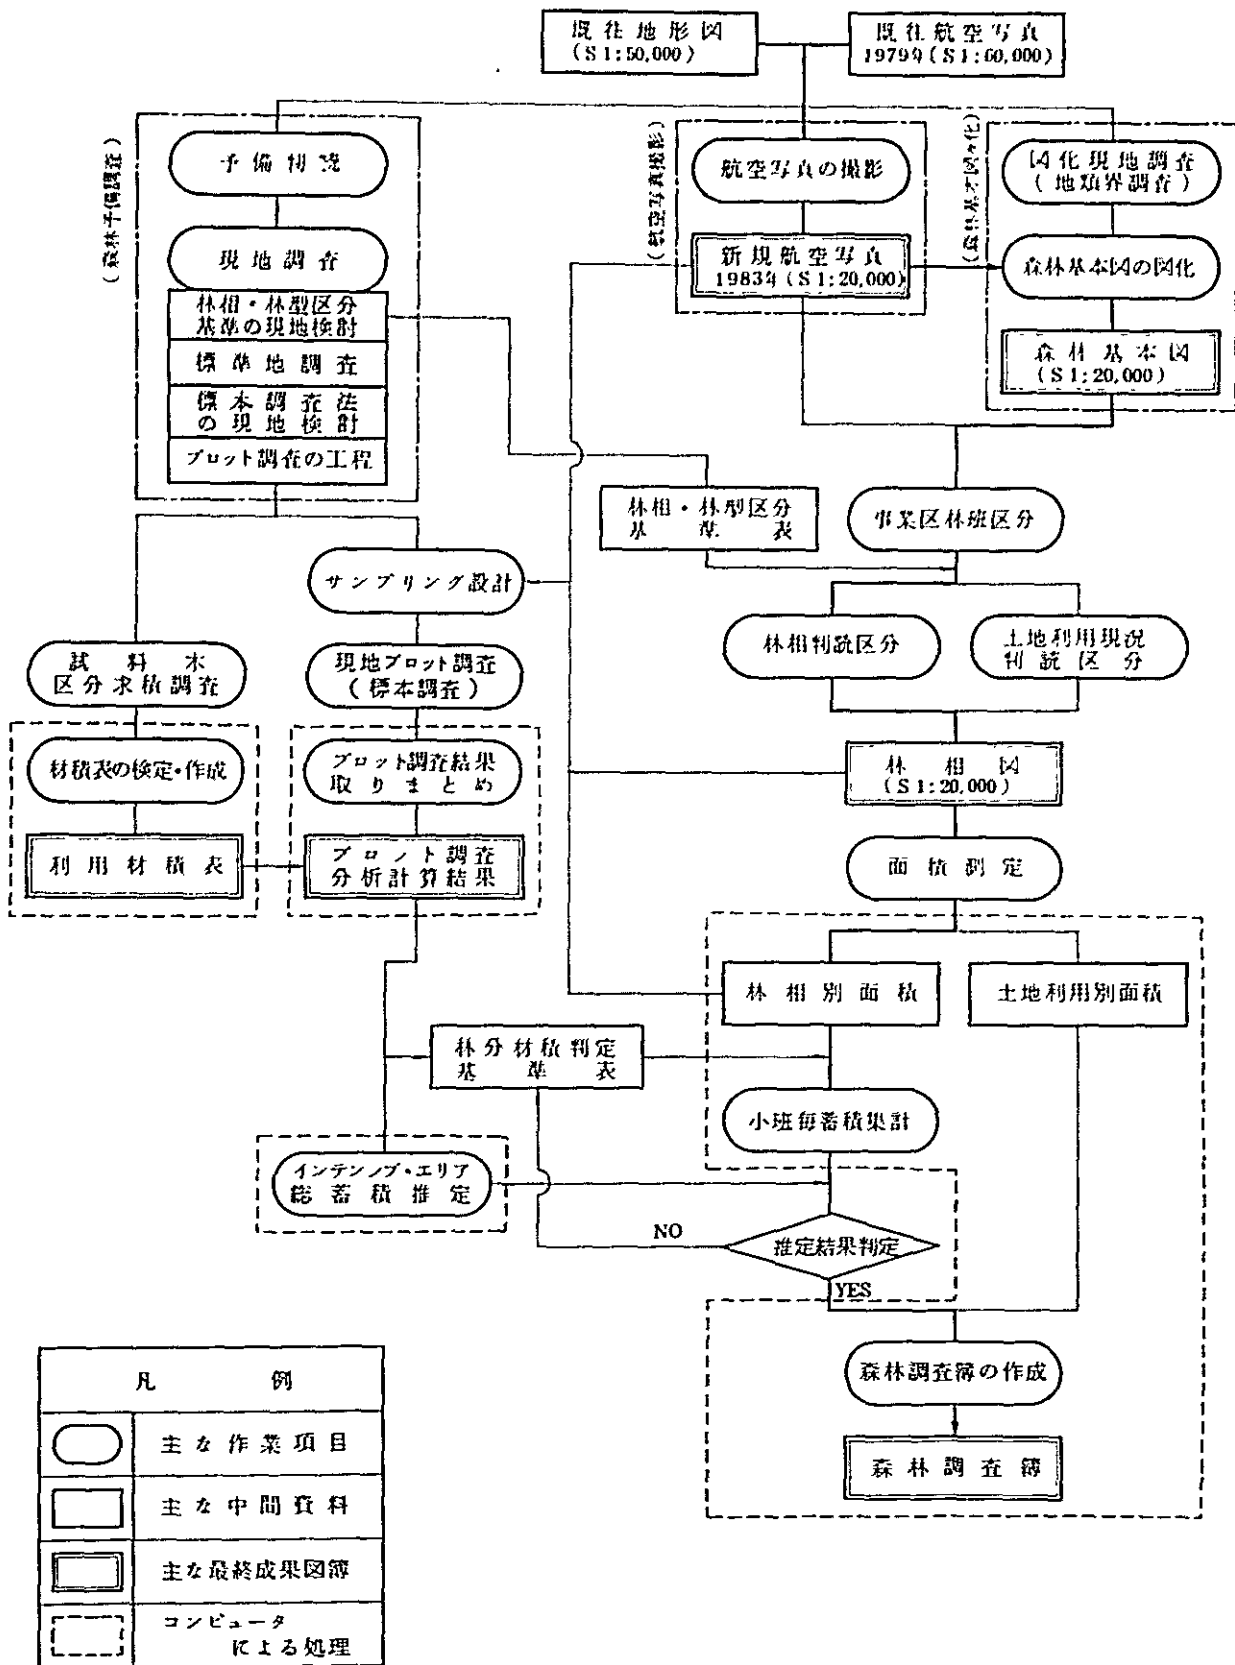 既往地形図
(S 1:50,000)
既往航空写真
1979年(S 1:60,000)
(森林予備調査)
予備判読
現地調査
林相・林型区分
基準の現地検討
標準地調査
標本調査法
の現地検討
プロット調査の工程
(航空写真撮影)
航空写真の撮影
新規航空写真
1983年(S 1:20,000)
(森林基本図々化)
図化現地調査
(地類界調査)
森林基本図の図化
森林基本図
(S 1:20,000)
林相・林型区分
基準表
事業区林班区分
サンプリング設計
林相判読区分
土地利用現況
判読区分
試料木
区分求積調査
現地プロット調査
(標本調査)
材積表の検定・作成
プロット調査結果
取りまとめ
林相図
(S 1:20,000)
利用材積表
プロット調査
分析計算結果
面積測定
林相別面積
土地利用別面積
林分材積判定
基準表
小班毎蓄積集計
インテンシブ・エリア
総蓄積推定
NO
推定結果判定
YES
森林調査簿の作成
森林調査簿
凡例
主な作業項目
主な中間資料
主な最終成果図簿
コンピュータ
による処理